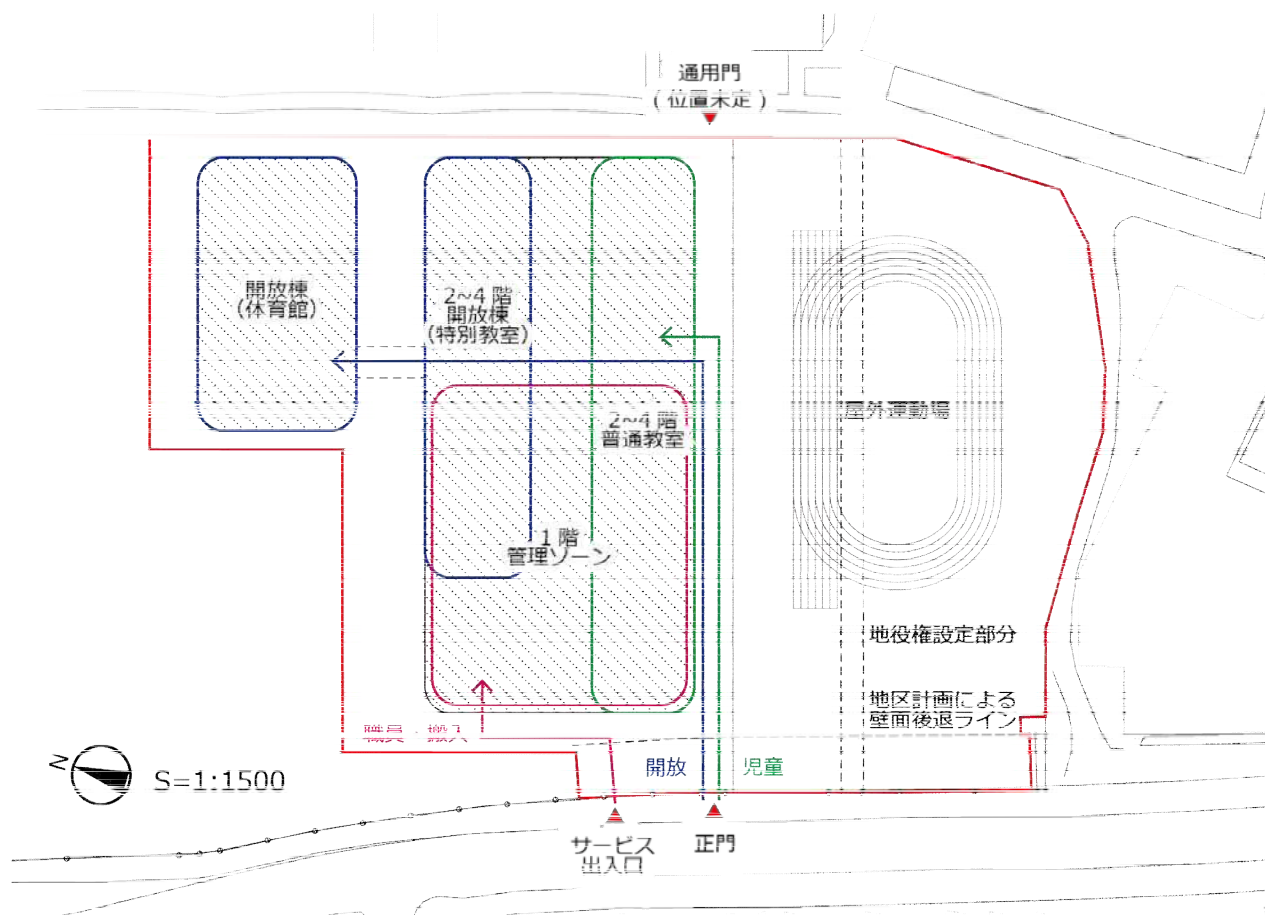 通用門
(位置未定)
開放棟
(体育館)
2~4階
開放棟
(特別教室)
2~4階
普通教室
屋外運動場
1階
管理ゾーン
地役権設定部分
地区計画による
壁面後退ライン
職員・搬入
開放
児童
N
S=1:1500
サービス
出入口
正門